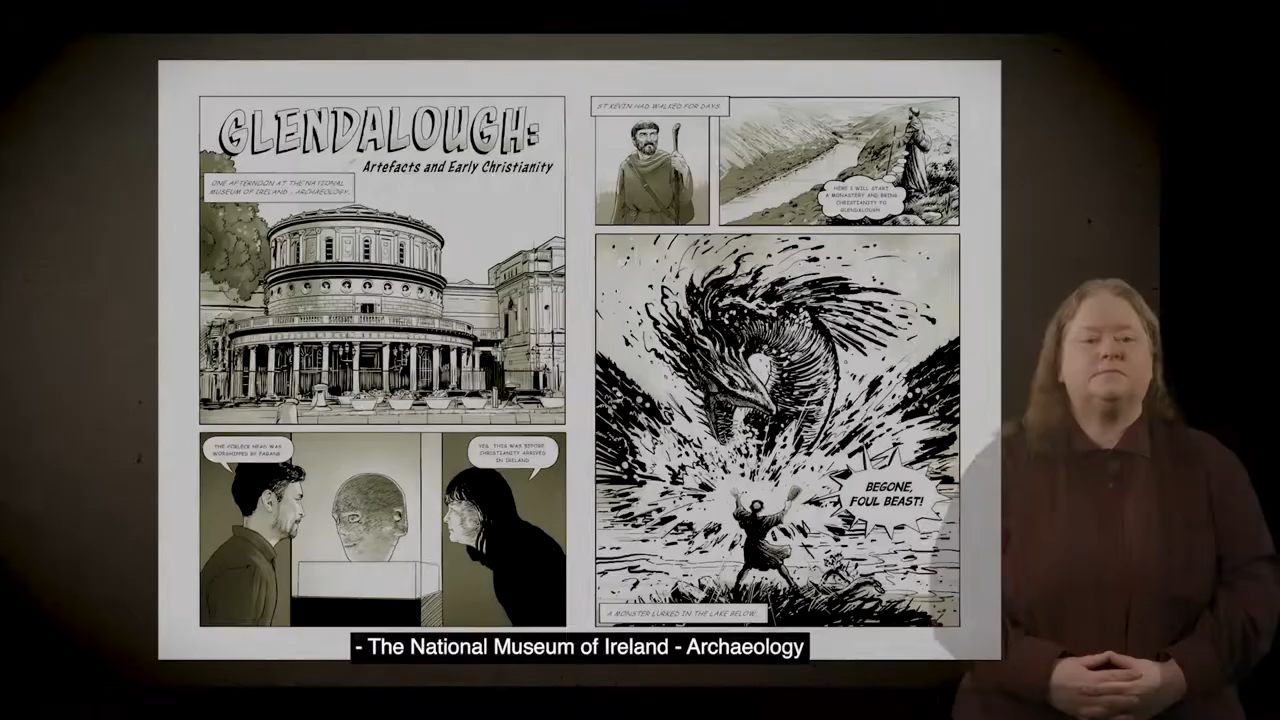 GLENDALOUGH:
Artefacts and Early Christianity
ONE AFTERNOON AT THE NATIONAL
MUSEUM OF IRELAND - ARCHAEOLOGY.
THE CORLECK HEAD WAS
WORSHIPPED BY PAGANS
YES. THIS WAS BEFORE
CHRISTIANITY ARRIVED
IN IRELAND
ST KEVIN HAD WALKED FOR DAYS.
HERE I WILL START
A MONASTERY AND BRING
CHRISTIANITY TO
GLENDALOUGH
BEGONE,
FOUL BEAST!
A MONSTER LURKED IN THE LAKE BELOW...
- The National Museum of Ireland - Archaeology